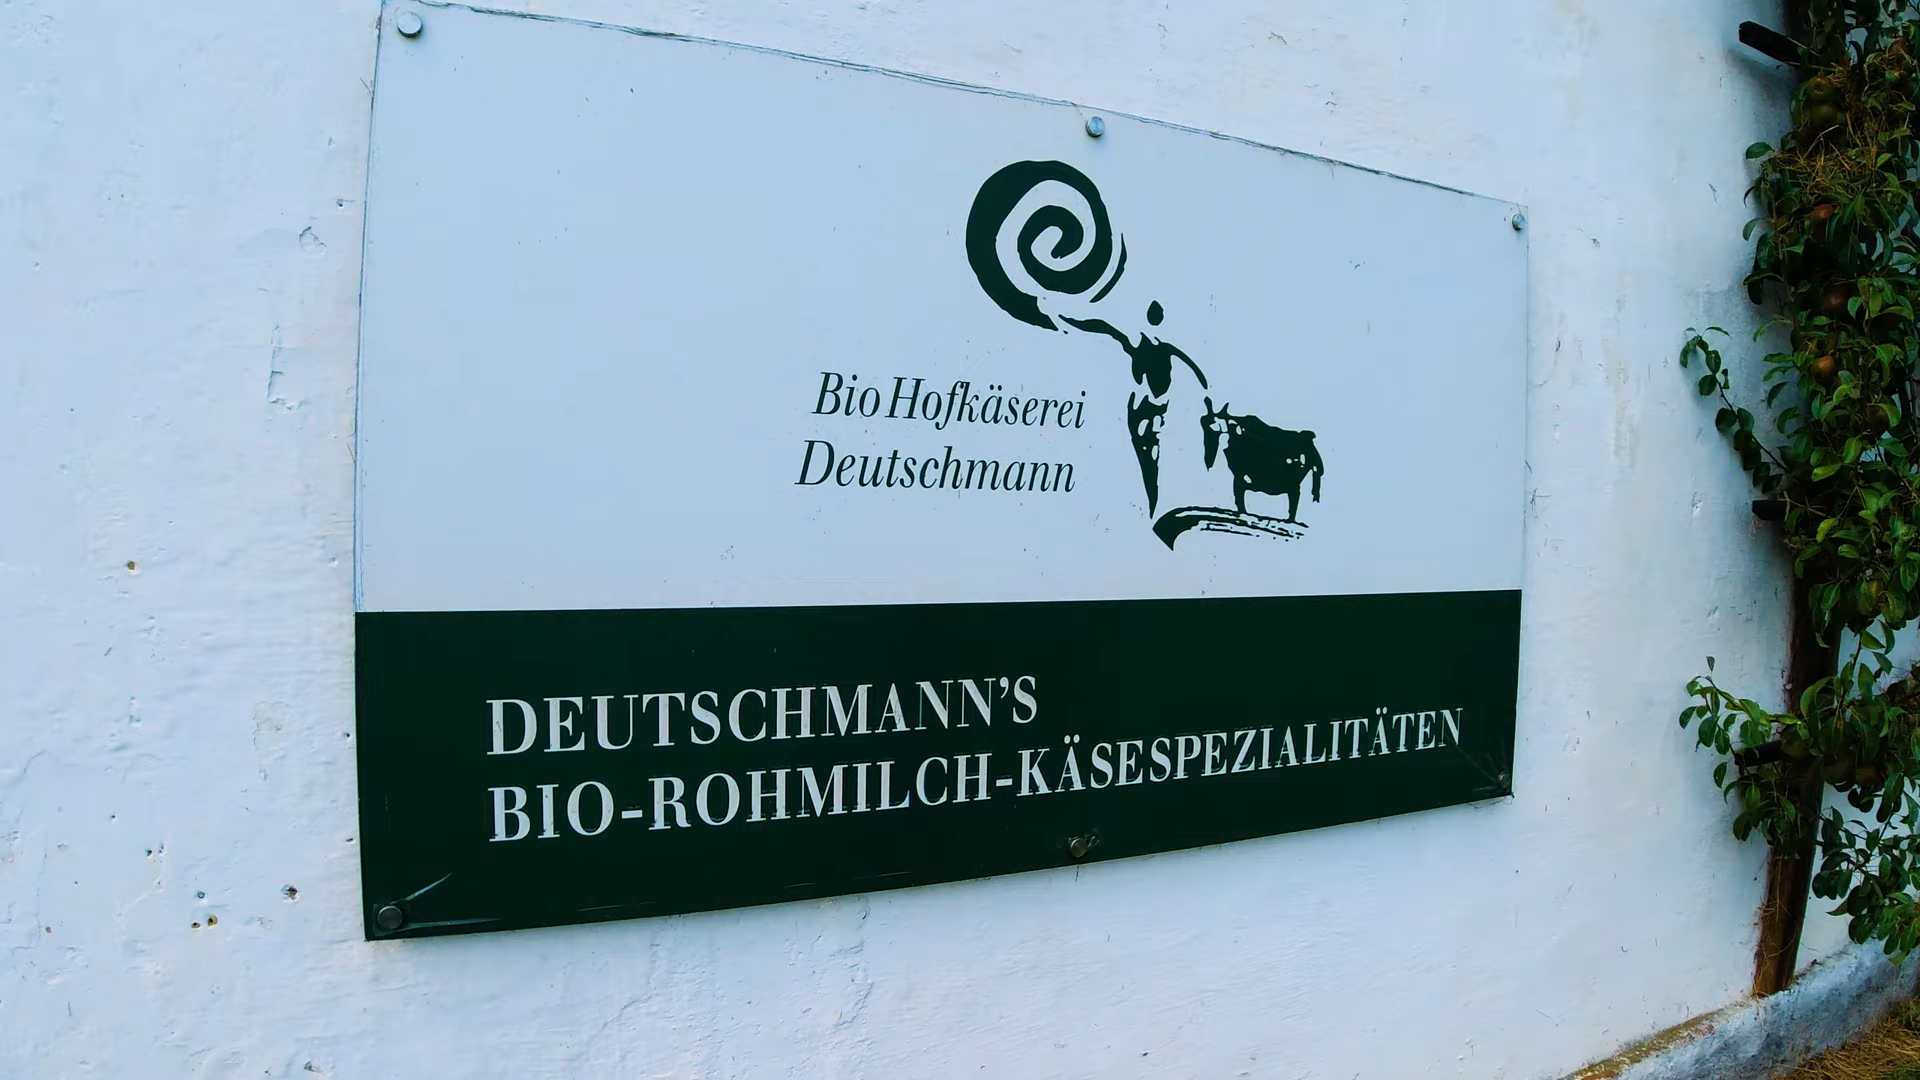 Bio Hofkäserei
Deutschmann
DEUTSCHMANN'S
BIO-ROHMILCH-KÄSESPEZIALITÄTEN